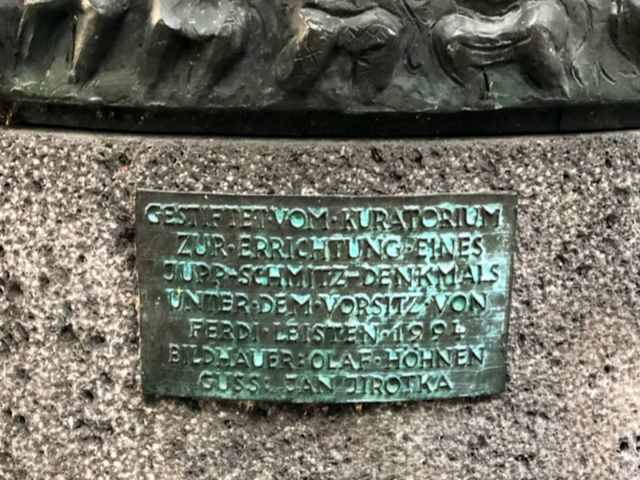 GESTIFTET·VOM·KURATORIUM
ZUR·ERRICHTUNG·EINES
JUPP-SCHMITZ-DENKMALS
UNTER·DEM·VORSITZ·VON
FERDI·LEISTEN·1994
BILDHAUER:OLAF·HÖHNEN
GUSS: JAN JIROTKA